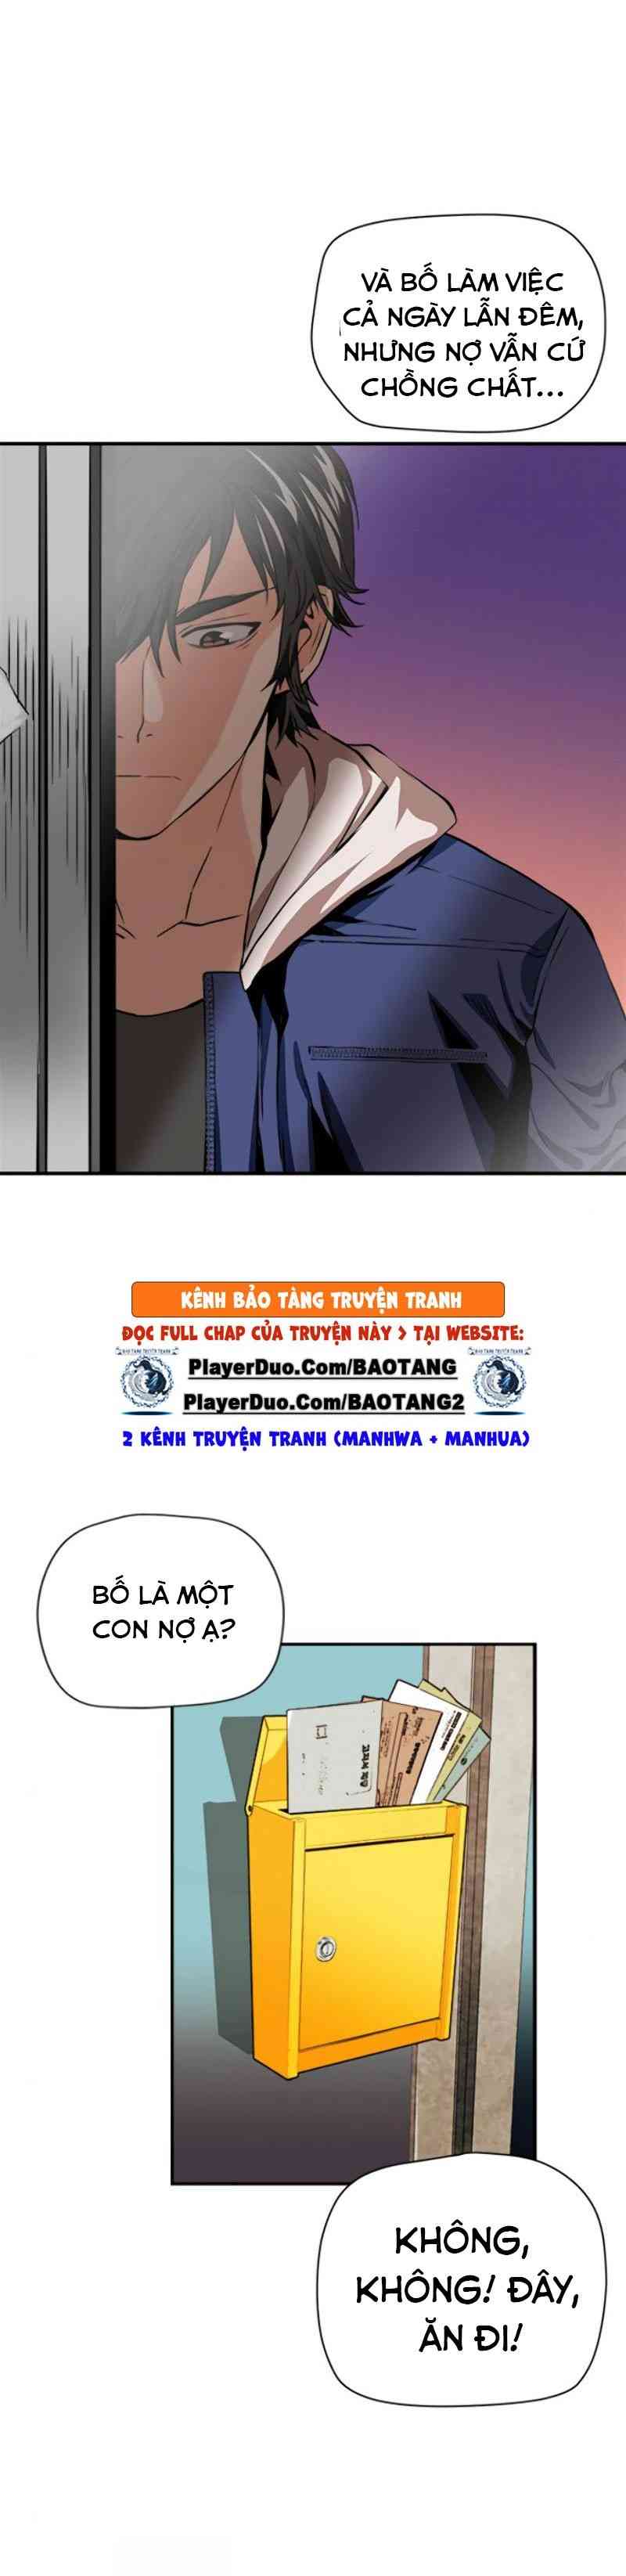 VÀ BỐ LÀM VIỆC
CẢ NGÀY LẪN ĐÊM,
NHƯNG NỢ VẪN CỨ
CHỒNG CHẤT...
KÊNH BẢO TÀNG TRUYỆN TRANH
ĐỌC FULL CHAP CỦA TRUYỆN NÀY > TẠI WEBSITE:
PlayerDuo.Com/BAOTANG
PlayerDuo.Com/BAOTANG2
2 KÊNH TRUYỆN TRANH (MANHWA + MANHUA)
BỐ LÀ MỘT
CON NỢ Ạ?
KHÔNG,
KHÔNG! ĐÂY,
ĂN ĐI!